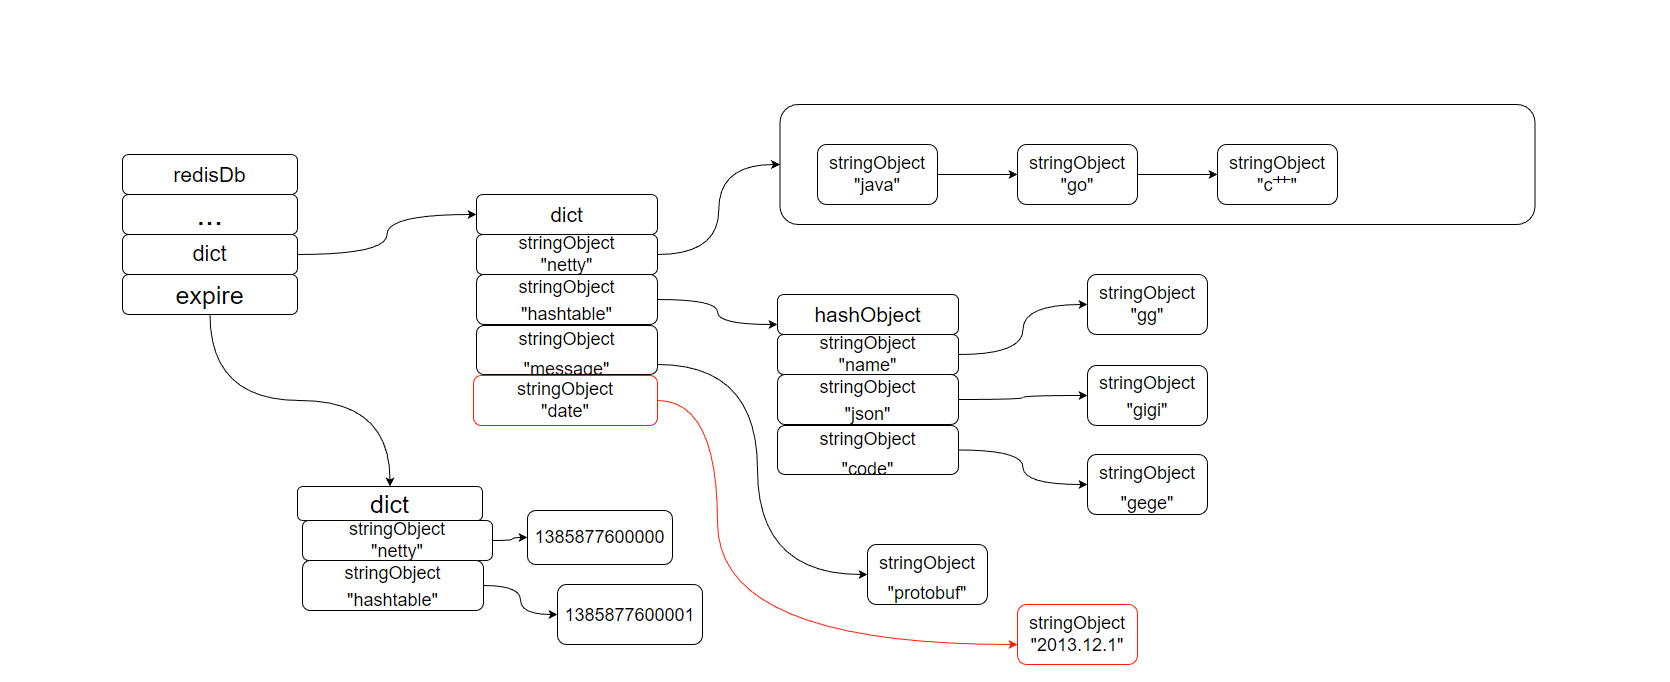 redisDb
...
dict
expire
dict
stringObject
"netty"
stringObject
"hashtable"
stringObject
"message"
stringObject
"date"
stringObject
"java"
stringObject
"go"
stringObject
"c++"
hashObject
stringObject
"name"
stringObject
"json"
stringObject
"code"
stringObject
"gg"
stringObject
"gigi"
stringObject
"gege"
stringObject
"protobuf"
stringObject
"2013.12.1"
dict
stringObject
"netty"
stringObject
"hashtable"
1385877600000
1385877600001